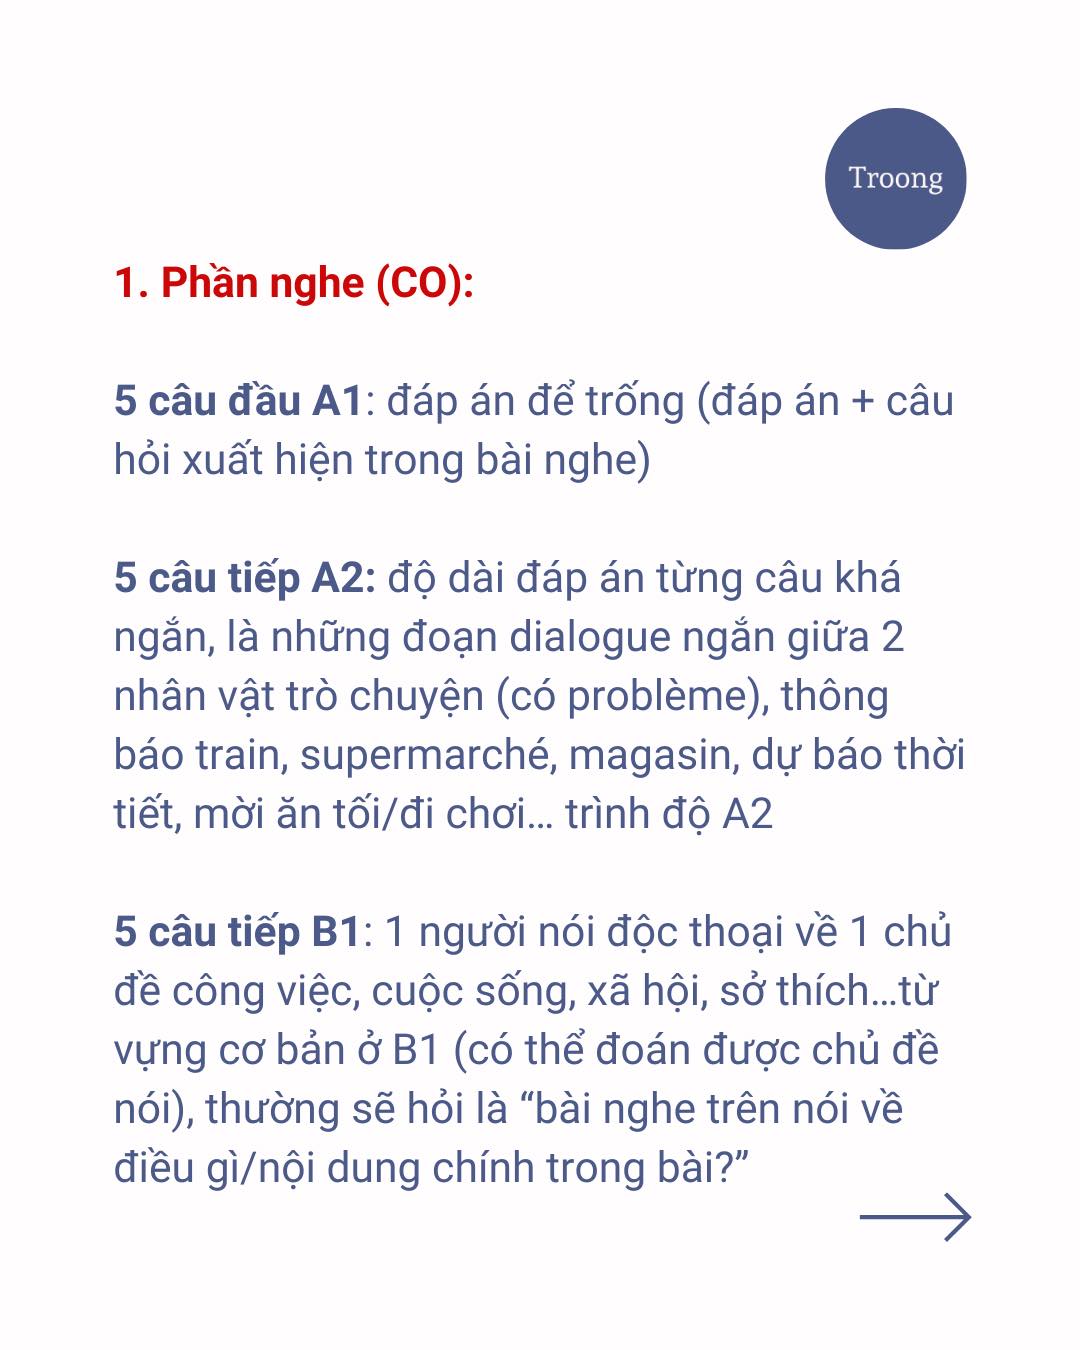 Troong
1. Phần nghe (CO):
5 câu đầu A1: đáp án để trống (đáp án + câu
hỏi xuất hiện trong bài nghe)
5 câu tiếp A2: độ dài đáp án từng câu khá
ngắn, là những đoạn dialogue ngắn giữa 2
nhân vật trò chuyện (có problème), thông
báo train, supermarché, magasin, dự báo thời
tiết, mời ăn tối/đi chơi... trình độ A2
5 câu tiếp B1: 1 người nói độc thoại về 1 chủ
đề công việc, cuộc sống, xã hội, sở thích...từ
vựng cơ bản ở B1 (có thể đoán được chủ đề
nói), thường sẽ hỏi là “bài nghe trên nói về
điều gì/nội dung chính trong bài?”